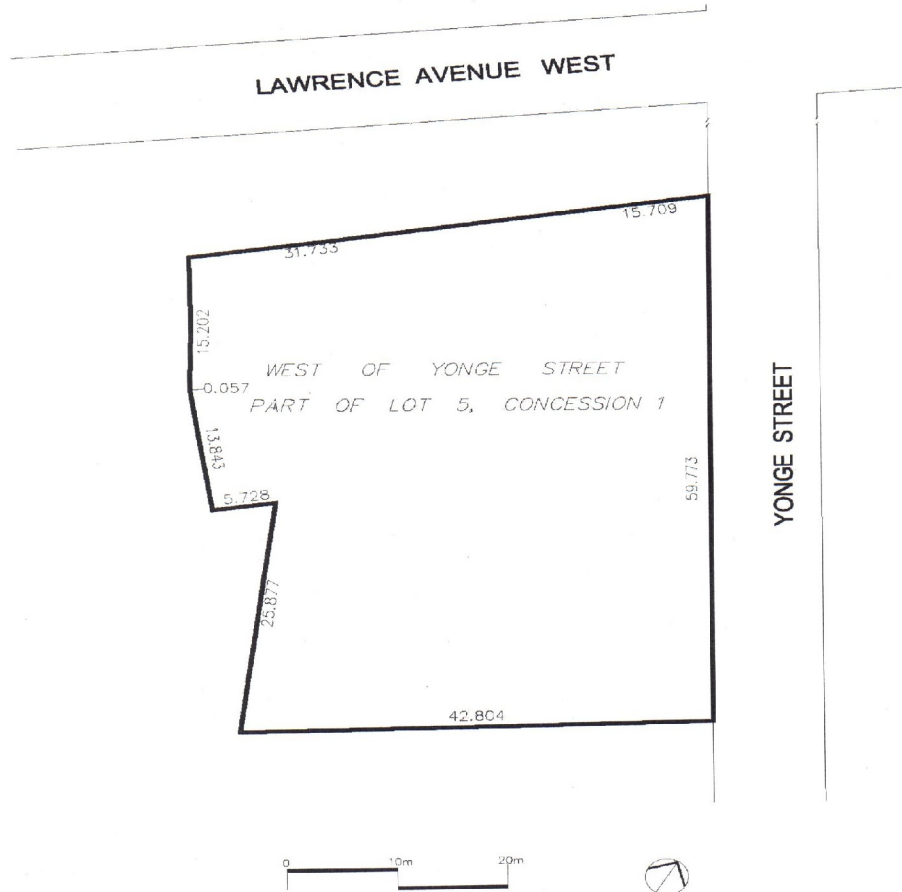 LAWRENCE AVENUE WEST
15.709
31.733
15.202
WEST OF YONGE STREET
0.057
PART OF LOT 5, CONCESSION 1
13.843
YONGE STREET
59.773
5.728
25.877
42.804
0 10m 20m